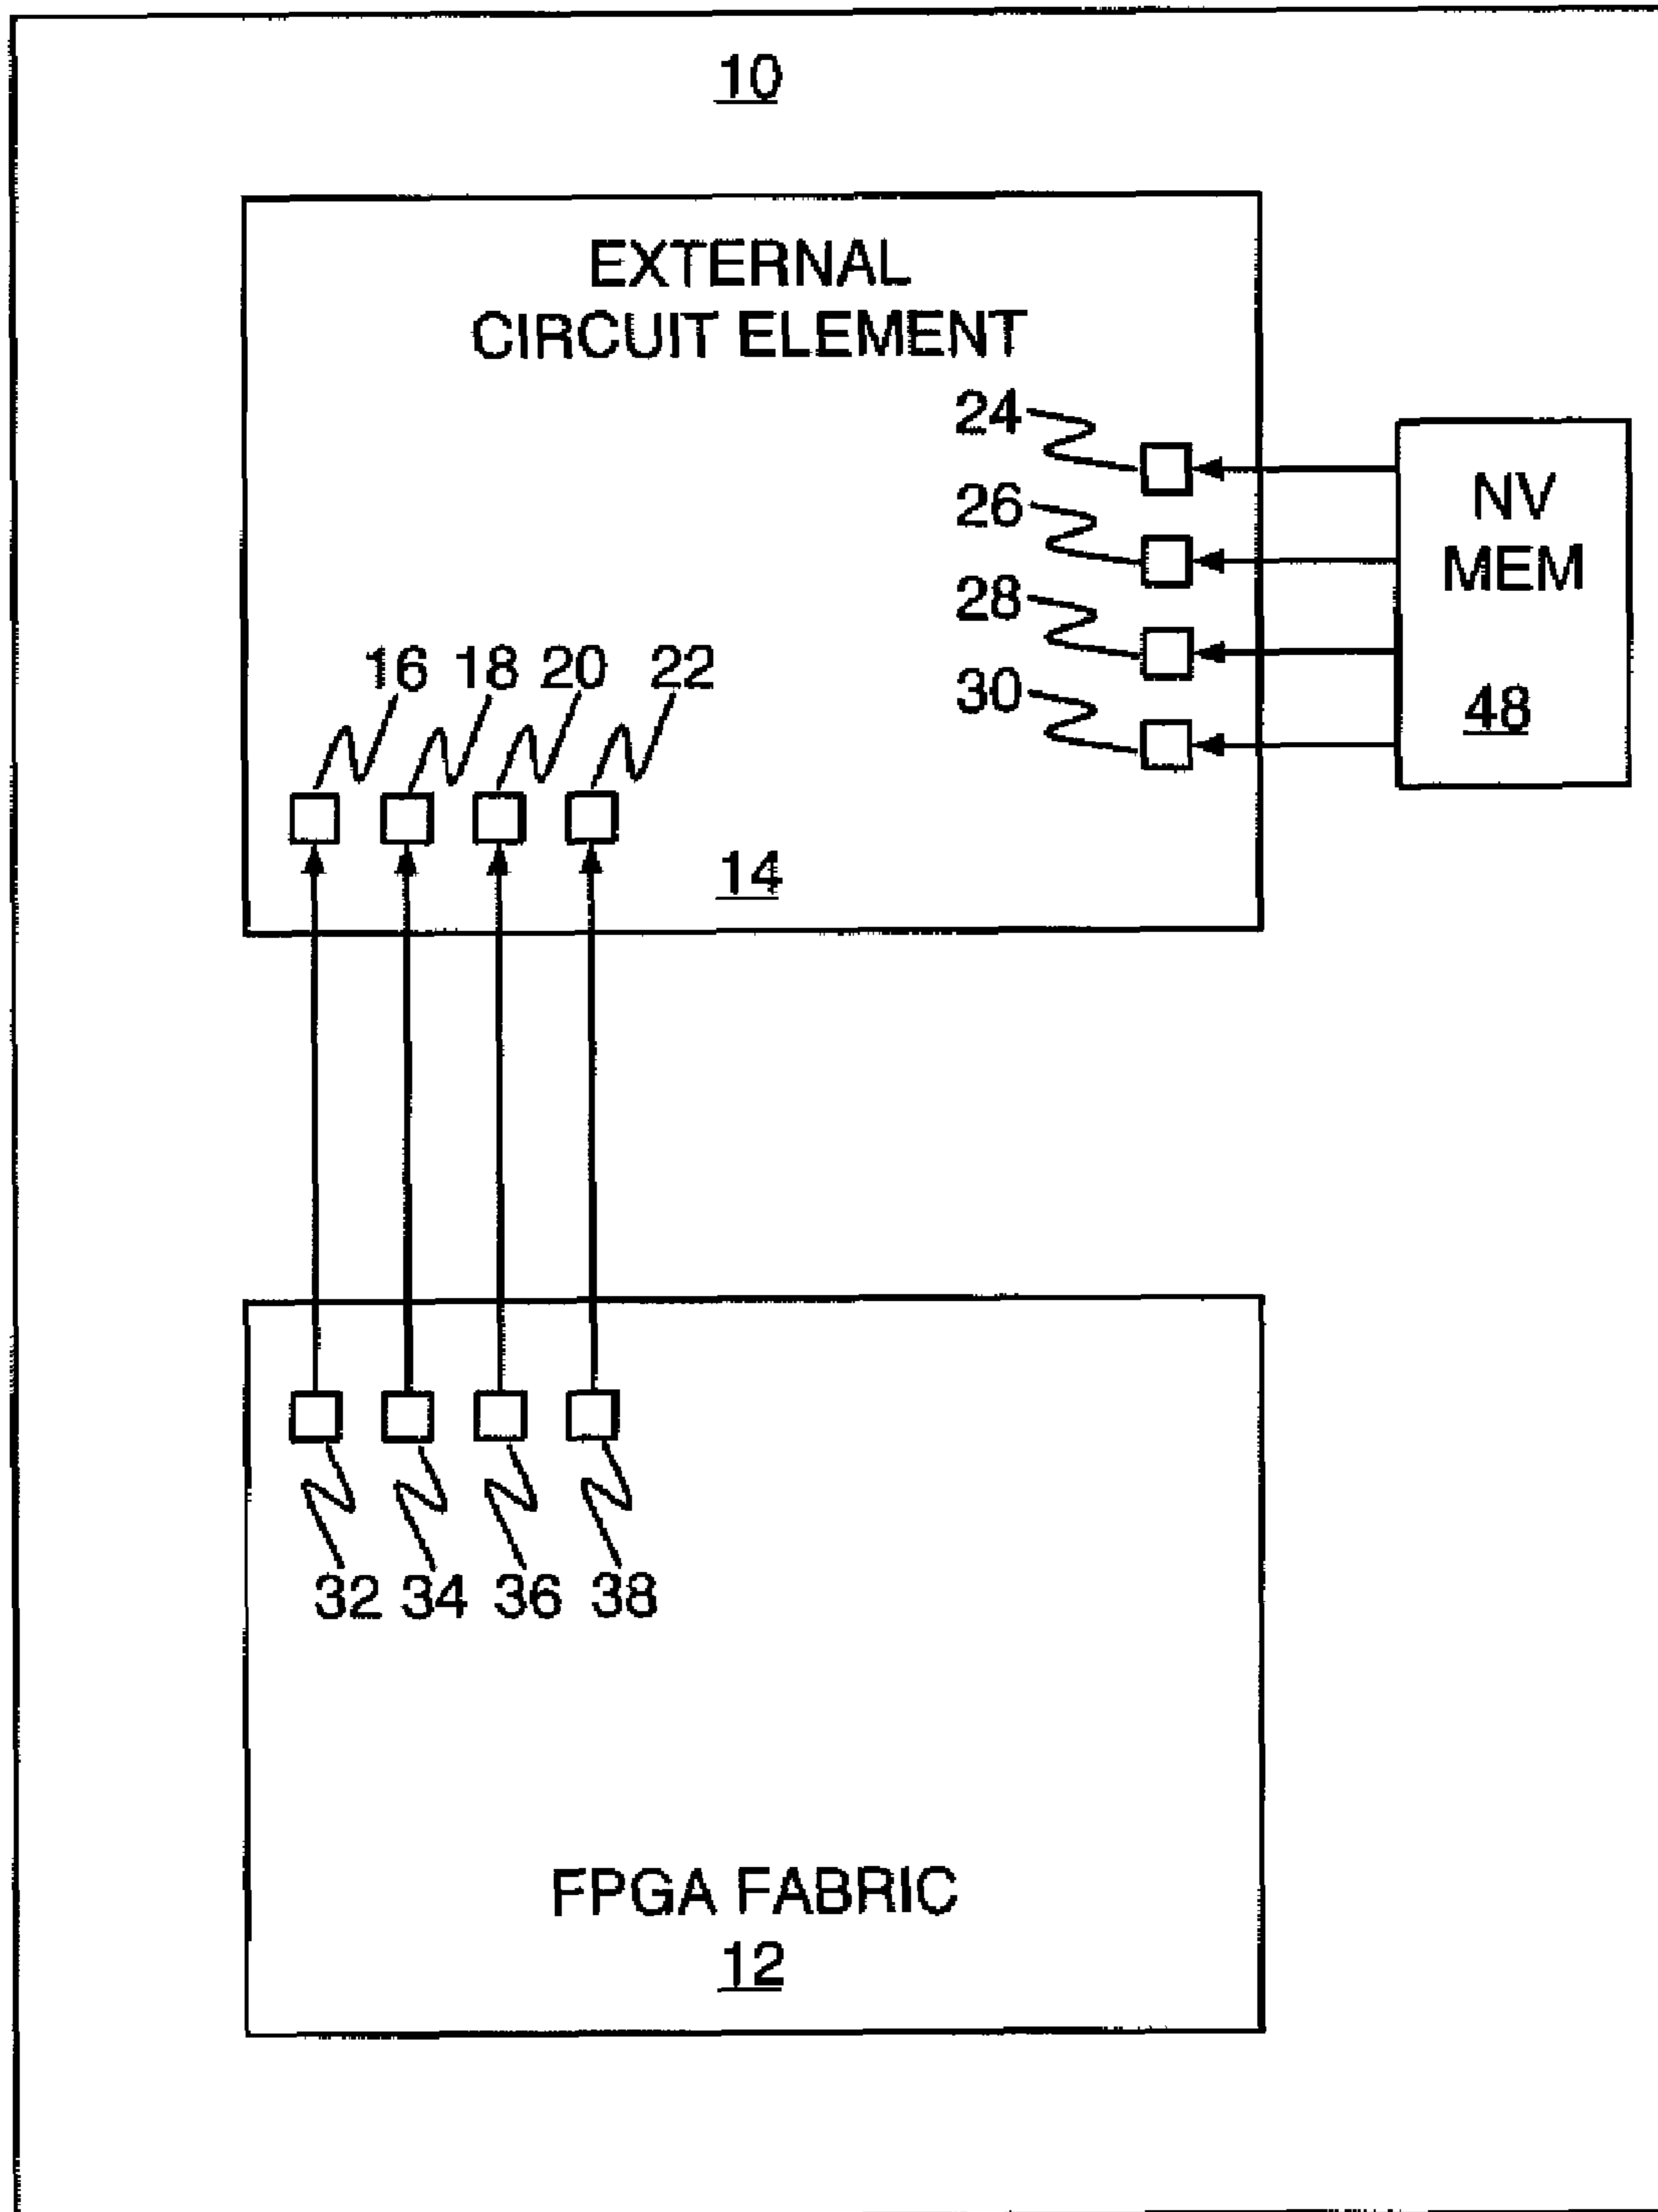 10
EXTERNAL
CIRCUIT ELEMENT
24
26
28
30
NV
MEM
48
16 18 20 22
14
32 34 36 38
FPGA FABRIC
12